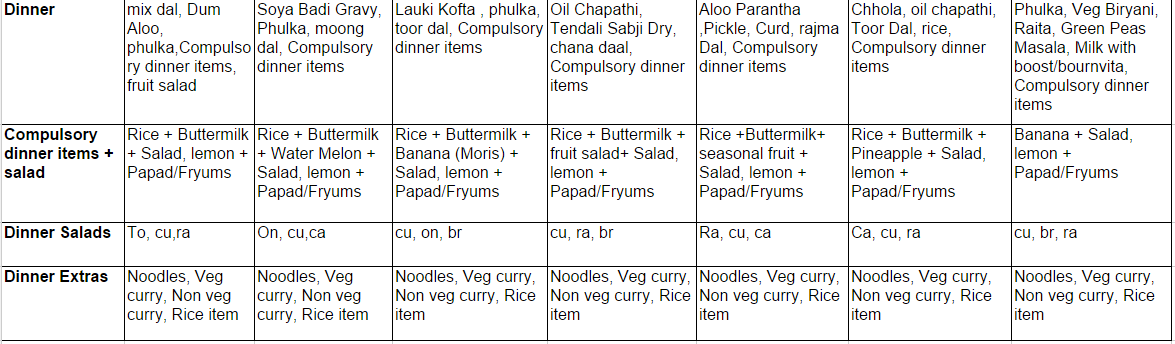 Dinner
mix dal, Dum
Aloo,
phulka,Compulso
ry dinner items,
fruit salad
Soya Badi Gravy,
Phulka, moong
dal, Compulsory
dinner items
Lauki Kofta , phulka,
toor dal, Compulsory
dinner items
Oil Chapathi,
Tendali Sabji Dry,
chana daal,
Compulsory dinner
items
Aloo Parantha
,Pickle, Curd, rajma
Dal, Compulsory
dinner items
Chhola, oil chapathi,
Toor Dal, rice,
Compulsory dinner
items
Phulka, Veg Biryani,
Raita, Green Peas
Masala, Milk with
boost/bournvita,
Compulsory dinner
items
Compulsory
dinner items +
salad
Rice + Buttermilk
+ Salad, lemon +
Papad/Fryums
Rice + Buttermilk
+ Water Melon +
Salad, lemon +
Papad/Fryums
Rice + Buttermilk +
Banana (Moris) +
Salad, lemon +
Papad/Fryums
Rice + Buttermilk +
fruit salad+ Salad,
lemon +
Papad/Fryums
Rice +Buttermilk+
seasonal fruit +
Salad, lemon +
Papad/Fryums
Rice + Buttermilk +
Pineapple + Salad,
lemon +
Papad/Fryums
Banana + Salad,
lemon +
Papad/Fryums
Dinner Salads
To, cu,ra
On, cu,ca
cu, on, br
cu, ra, br
Ra, cu, ca
Ca, cu, ra
cu, br, ra
Dinner Extras
Noodles, Veg
curry, Non veg
curry, Rice item
Noodles, Veg
curry, Non veg
curry, Rice item
Noodles, Veg curry,
Non veg curry, Rice
item
Noodles, Veg curry,
Non veg curry, Rice
item
Noodles, Veg curry,
Non veg curry, Rice
item
Noodles, Veg curry,
Non veg curry, Rice
item
Noodles, Veg curry,
Non veg curry, Rice
item